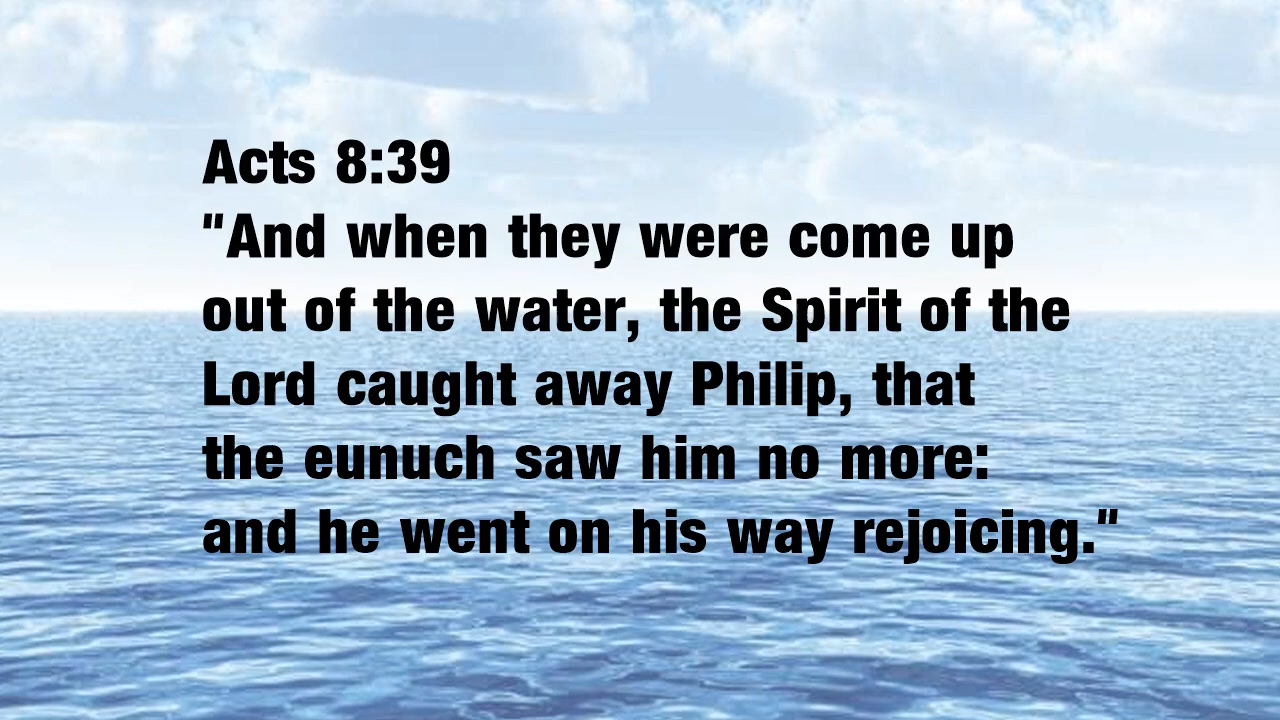 Acts 8:39
"And when they were come up
out of the water, the Spirit of the
Lord caught away Philip, that
the eunuch saw him no more:
and he went on his way rejoicing."